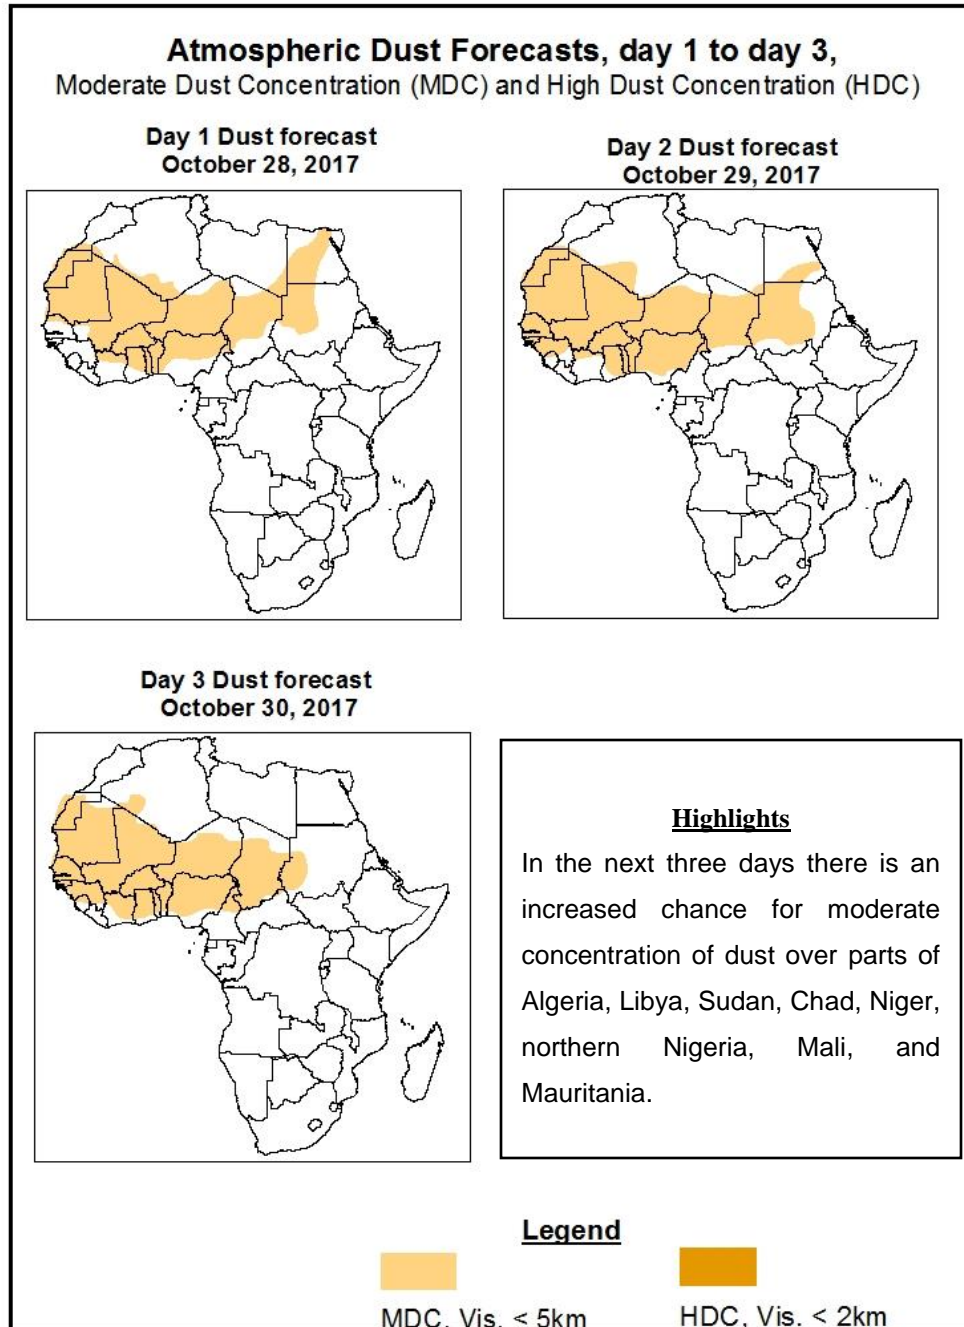 Atmospheric Dust Forecasts, day 1 to day 3,
Moderate Dust Concentration (MDC) and High Dust Concentration (HDC)
Day 1 Dust forecast
October 28, 2017
Day 2 Dust forecast
October 29, 2017
Day 3 Dust forecast
October 30, 2017
Highlights
In the next three days there is an
increased chance for moderate
concentration of dust over parts of
Algeria, Libya, Sudan, Chad, Niger,
northern Nigeria, Mali, and
Mauritania.
Legend
MDC, Vis. < 5km
HDC, Vis. < 2km